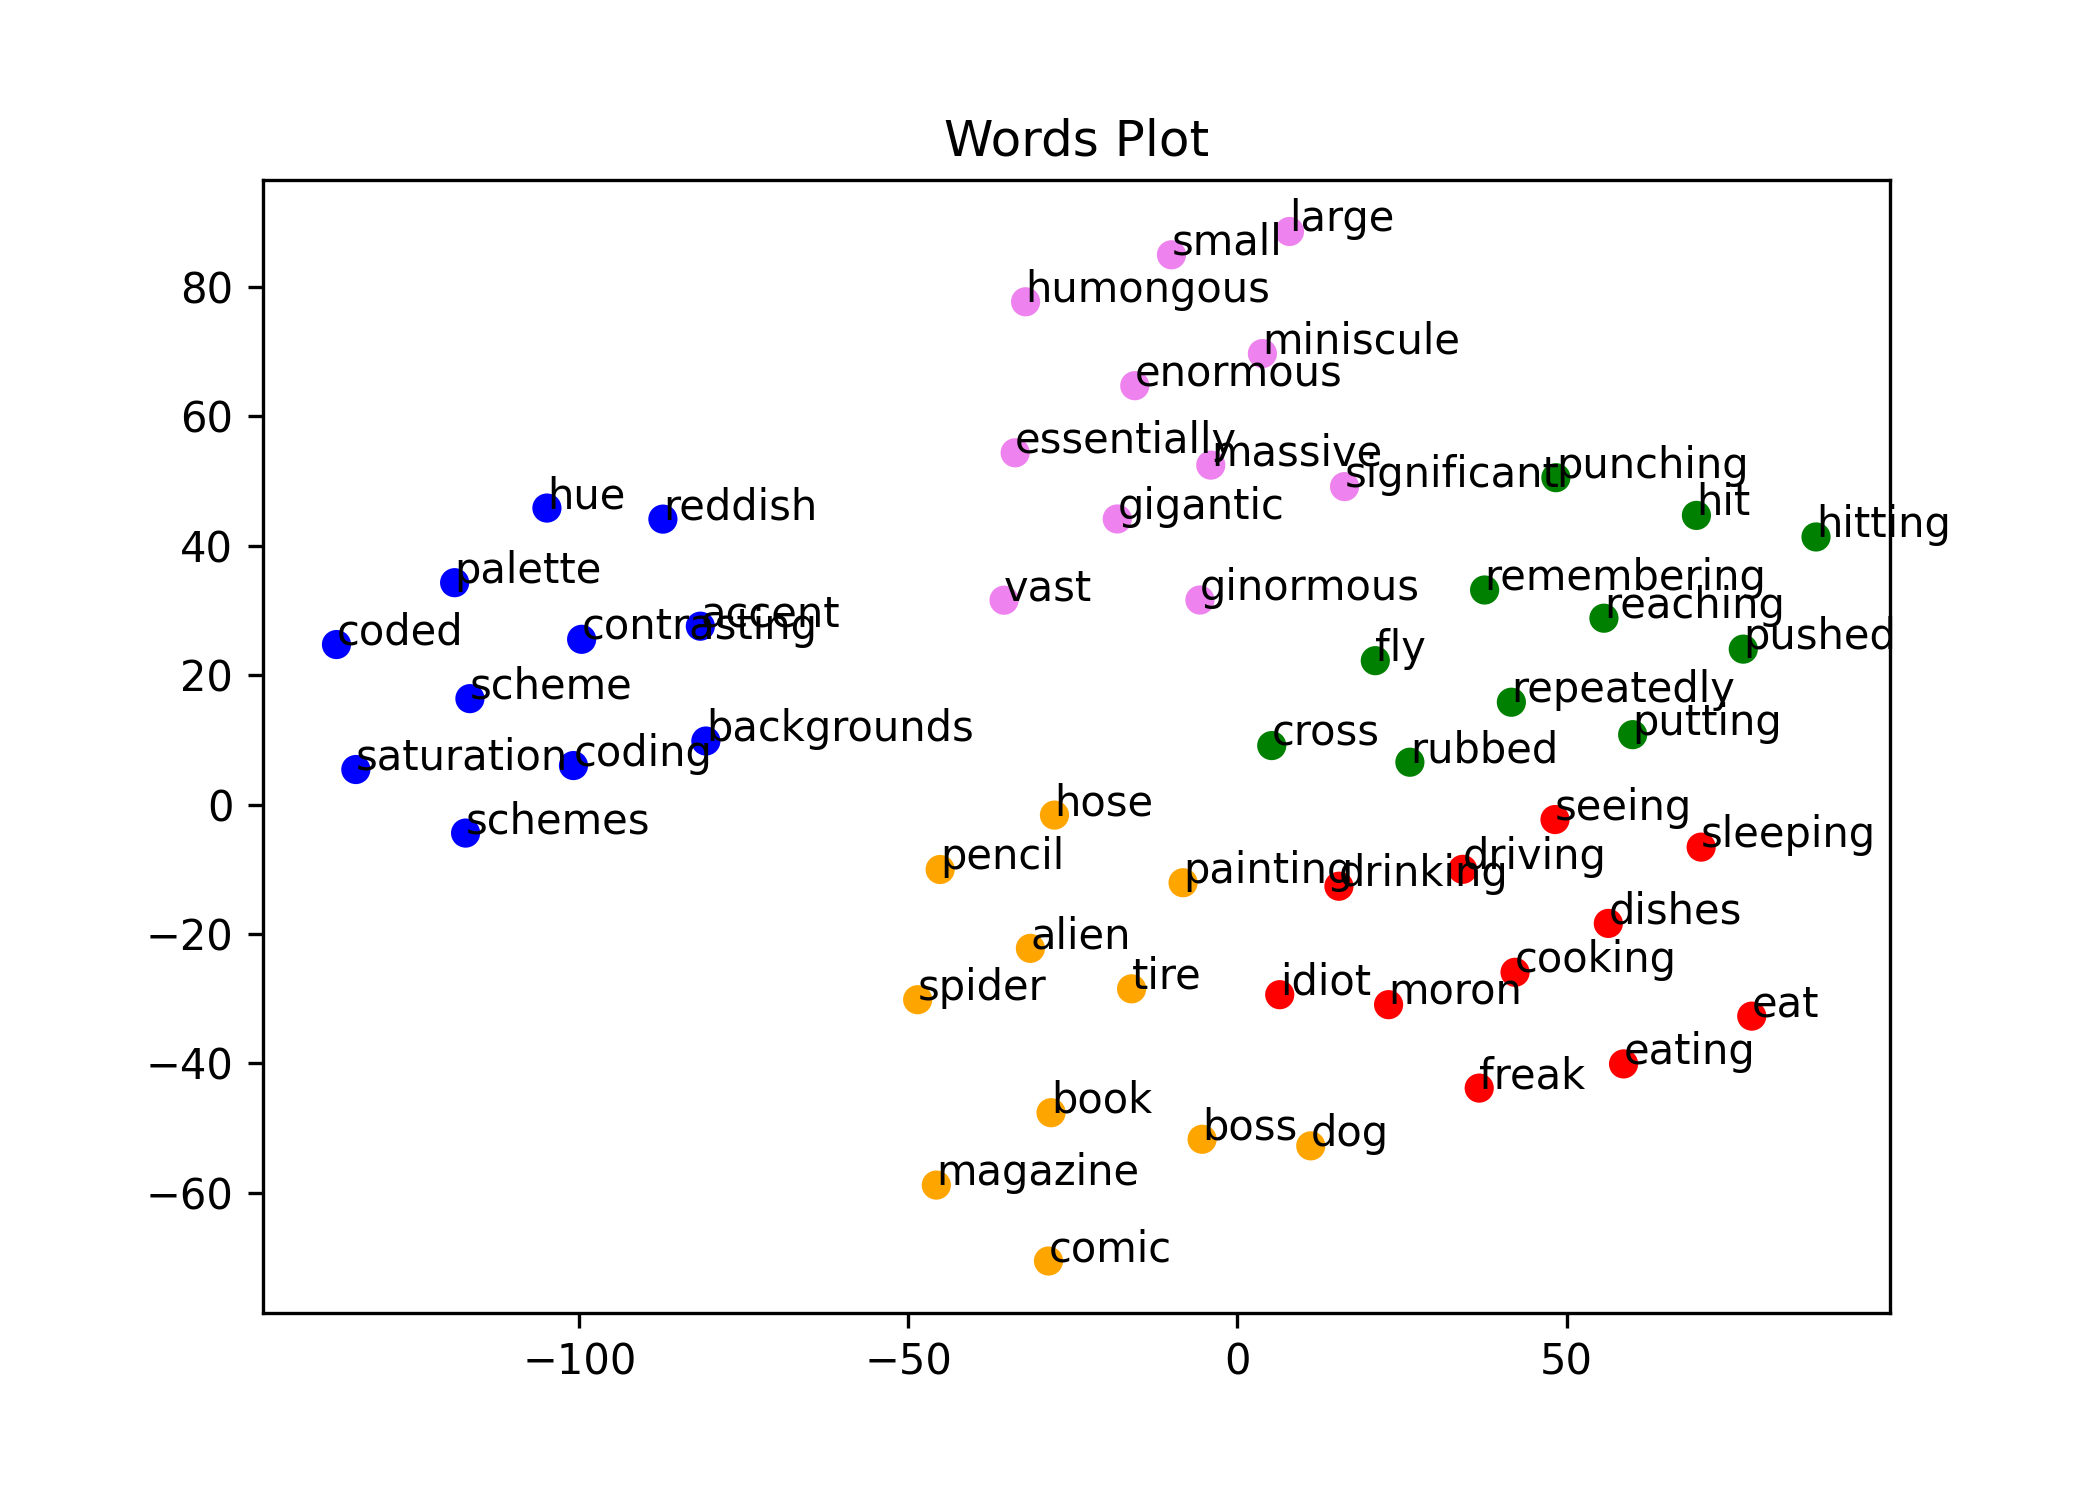 Words Plot
large
small
humongous
miniscule
enormous
essentially
massive
significant
punching
hue
reddish
gigantic
hit
hitting
palette
vast
ginormous
remembering
reaching
coded
contrasting
accent
fly
pushed
scheme
repeatedly
backgrounds
cross
putting
saturation
coding
rubbed
schemes
hose
seeing
sleeping
pencil
painting
drinking
driving
alien
dishes
spider
tire
idiot
moron
cooking
eat
eating
freak
book
boss
dog
magazine
comic
80
60
40
20
0
−20
−40
−60
−100
−50
0
50